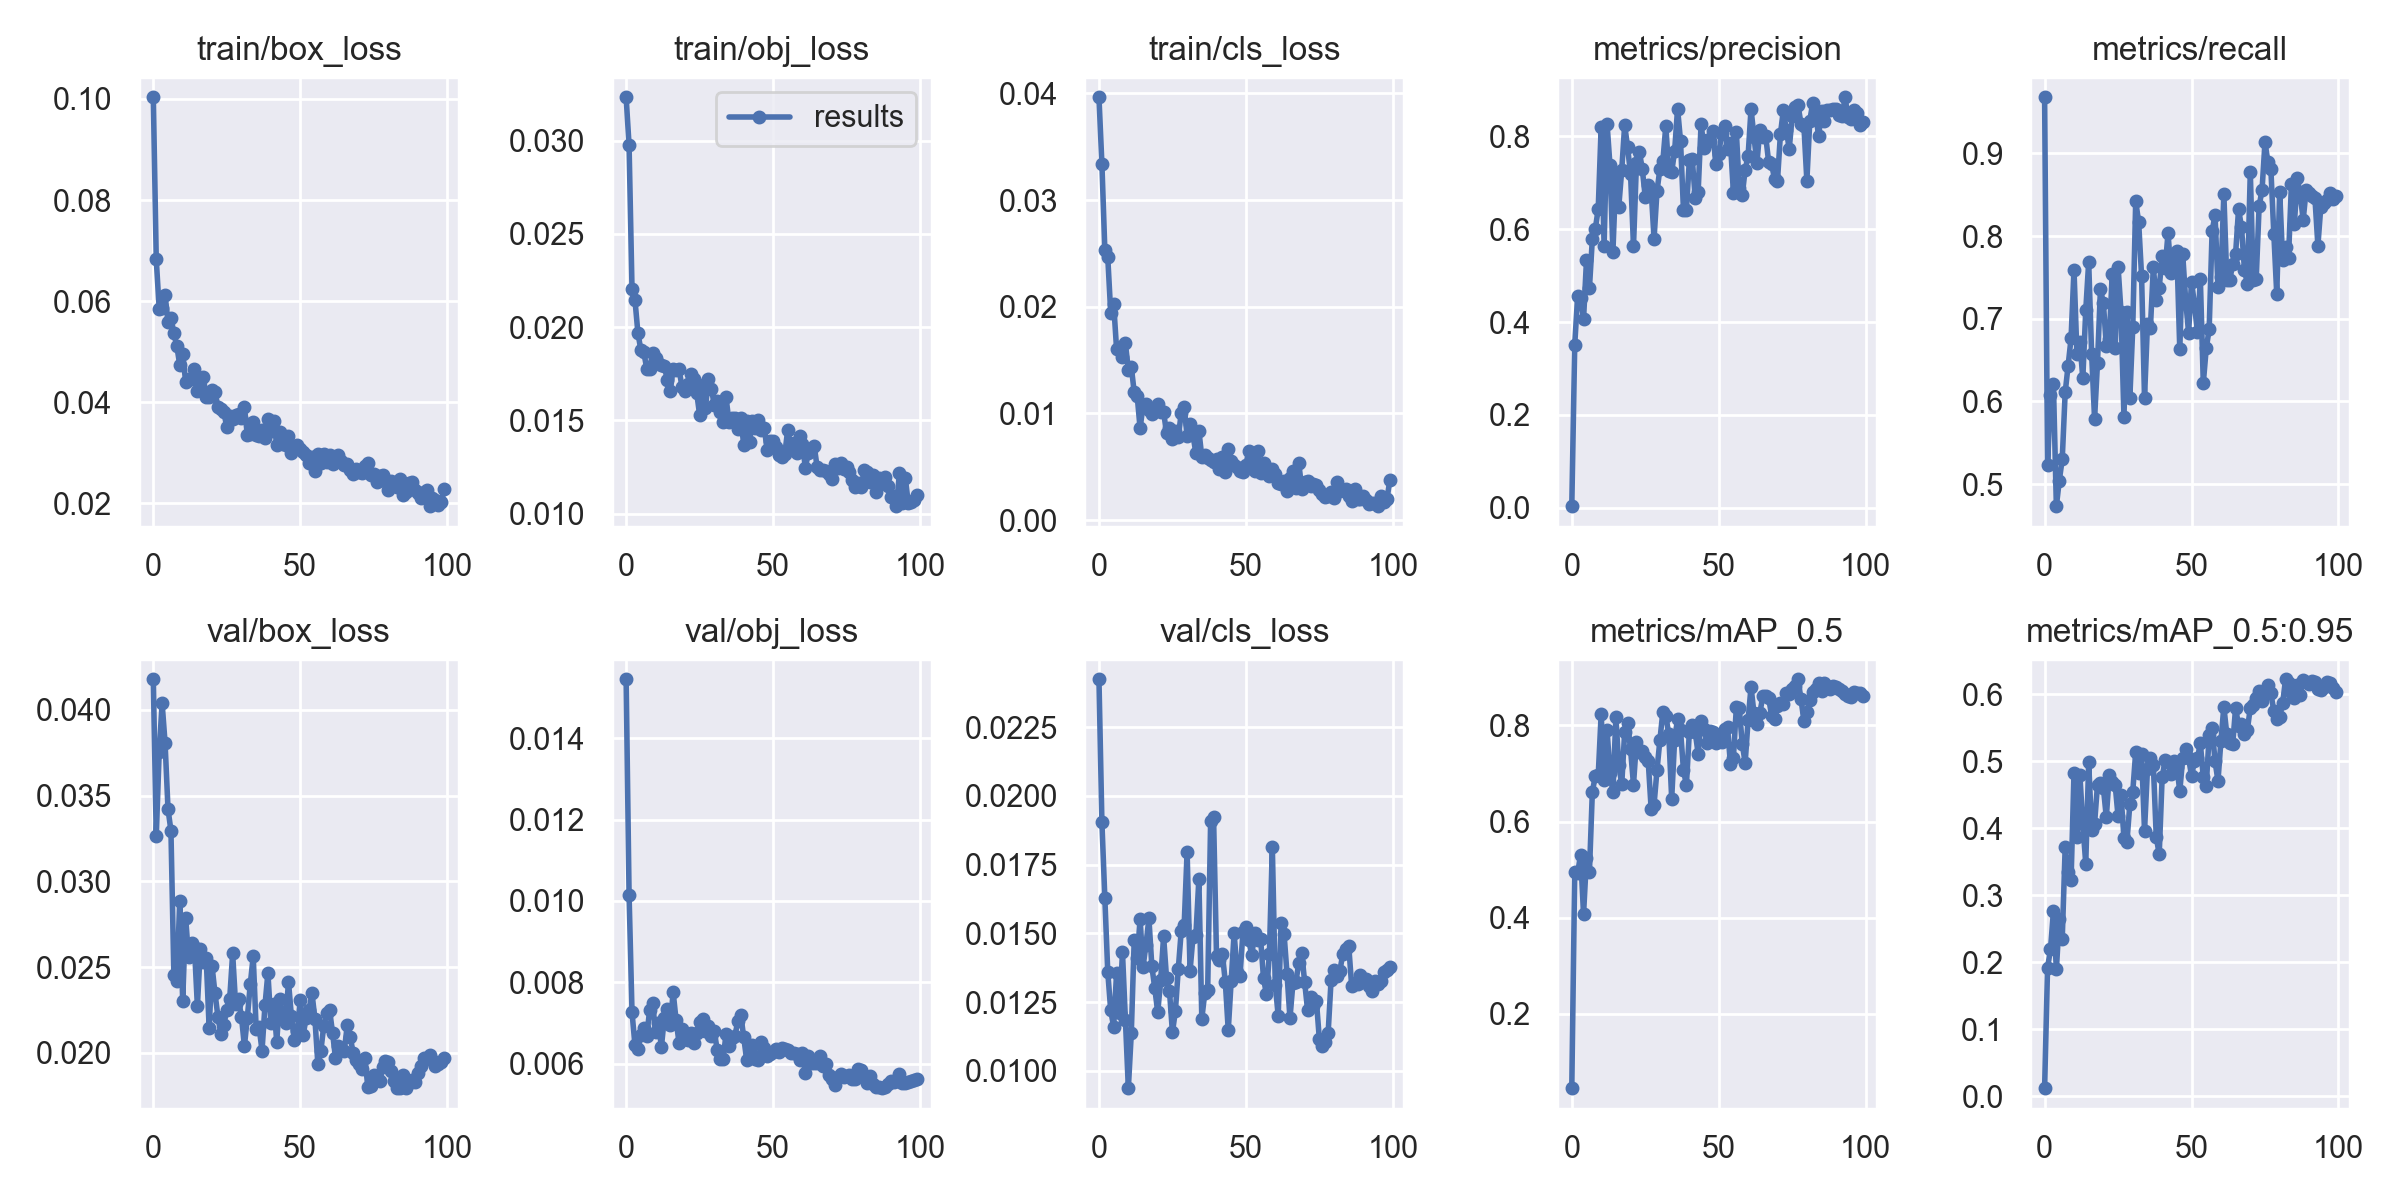 train/box_loss
0.10
0.08
0.06
0.04
0.02
0 50 100
train/obj_loss
results
0.030
0.025
0.020
0.015
0.010
0 50 100
train/cls_loss
0.04
0.03
0.02
0.01
0.00
0 50 100
metrics/precision
0.8
0.6
0.4
0.2
0.0
0 50 100
metrics/recall
0.9
0.8
0.7
0.6
0.5
0 50 100
val/box_loss
0.040
0.035
0.030
0.025
0.020
0 50 100
val/obj_loss
0.014
0.012
0.010
0.008
0.006
0 50 100
val/cls_loss
0.0225
0.0200
0.0175
0.0150
0.0125
0.0100
0 50 100
metrics/mAP_0.5
0.8
0.6
0.4
0.2
0 50 100
metrics/mAP_0.5:0.95
0.6
0.5
0.4
0.3
0.2
0.1
0.0
0 50 100